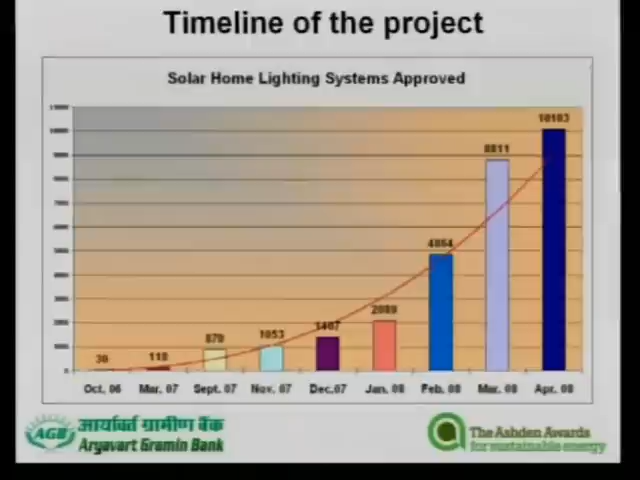 Timeline of the project
Solar Home Lighting Systems Approved
10103
8811
4864
2089
1407
1053
879
118
30
Oct, 06 Mar. 07 Sept. 07 Nov. 07 Dec,07 Jan. 08 Feb. 08 Mar. 08 Apr. 08
आर्यावर्त ग्रामीण बैंक
AGB
Aryavart Gramin Bank
The Ashden Awards
for sustainable energy